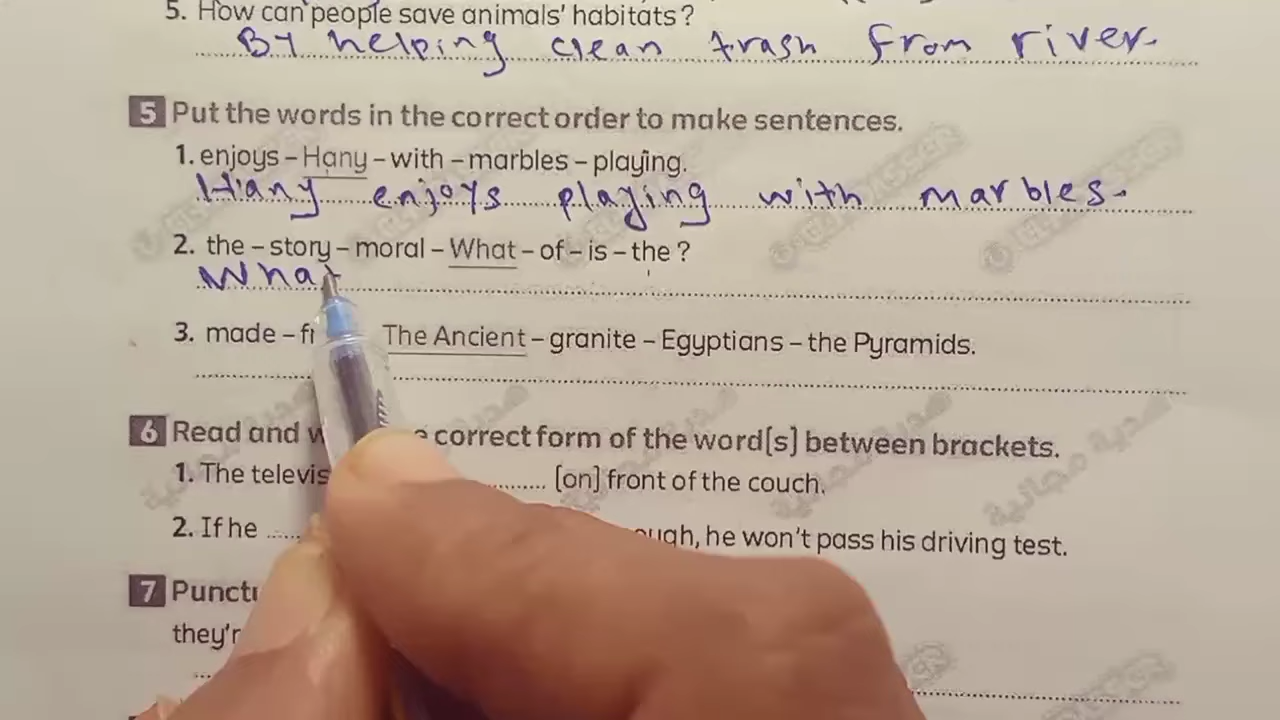 5. How can people save animals' habitats?
By helping clean trash from river.
5 Put the words in the correct order to make sentences.
1. enjoys – Hany – with – marbles – playing.
Hany enjoys playing with marbles.
2. the – story – moral – What – of – is – the?
What
3. made – The Ancient – granite – Egyptians – the Pyramids.
6 Read and correct form of the word(s) between brackets.
1. The [on] front of the couch.
2. If he he won't pass his driving test.
7
ELMOASSER
صدقة مجانية